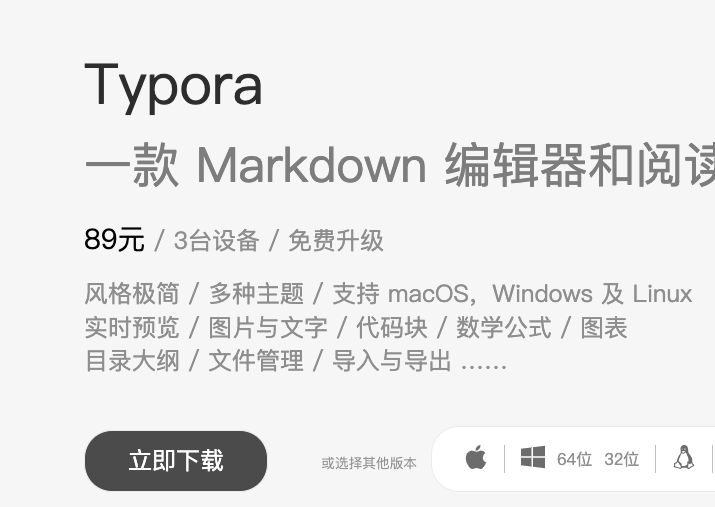 Typora
一款 Markdown 编辑器和阅读
89元 / 3台设备 / 免费升级
风格极简 / 多种主题 / 支持 macOS，Windows 及 Linux
实时预览 / 图片与文字 / 代码块 / 数学公式 / 图表
目录大纲 / 文件管理 / 导入与导出 ……
立即下载
或选择其他版本
64位 32位